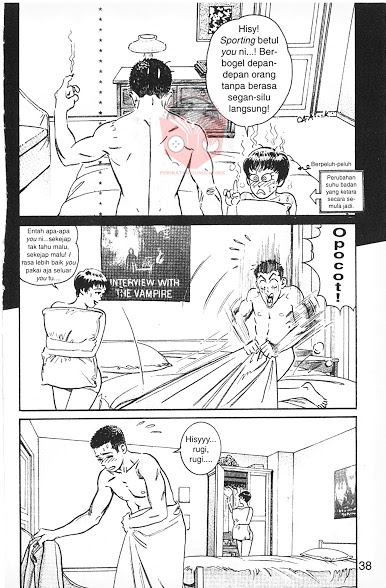 Hisy!
Sporting betul
you ni...! Ber-
bogel depan-
depan orang
tanpa berasa
segan-silu
langsung!
Berpeluh-peluh
Perubahan
suhu badan
yang ketara
secara se-
mula jadi.
Entah apa-apa
you ni...sekejap
tak tahu malu,
sekejap malu! I
rasa lebih baik you
pakai aja seluar
you tu...
INTERVIEW WITH
THE VAMPIRE
Opocot!
Hisyyy...
rugi,
rugi....
38